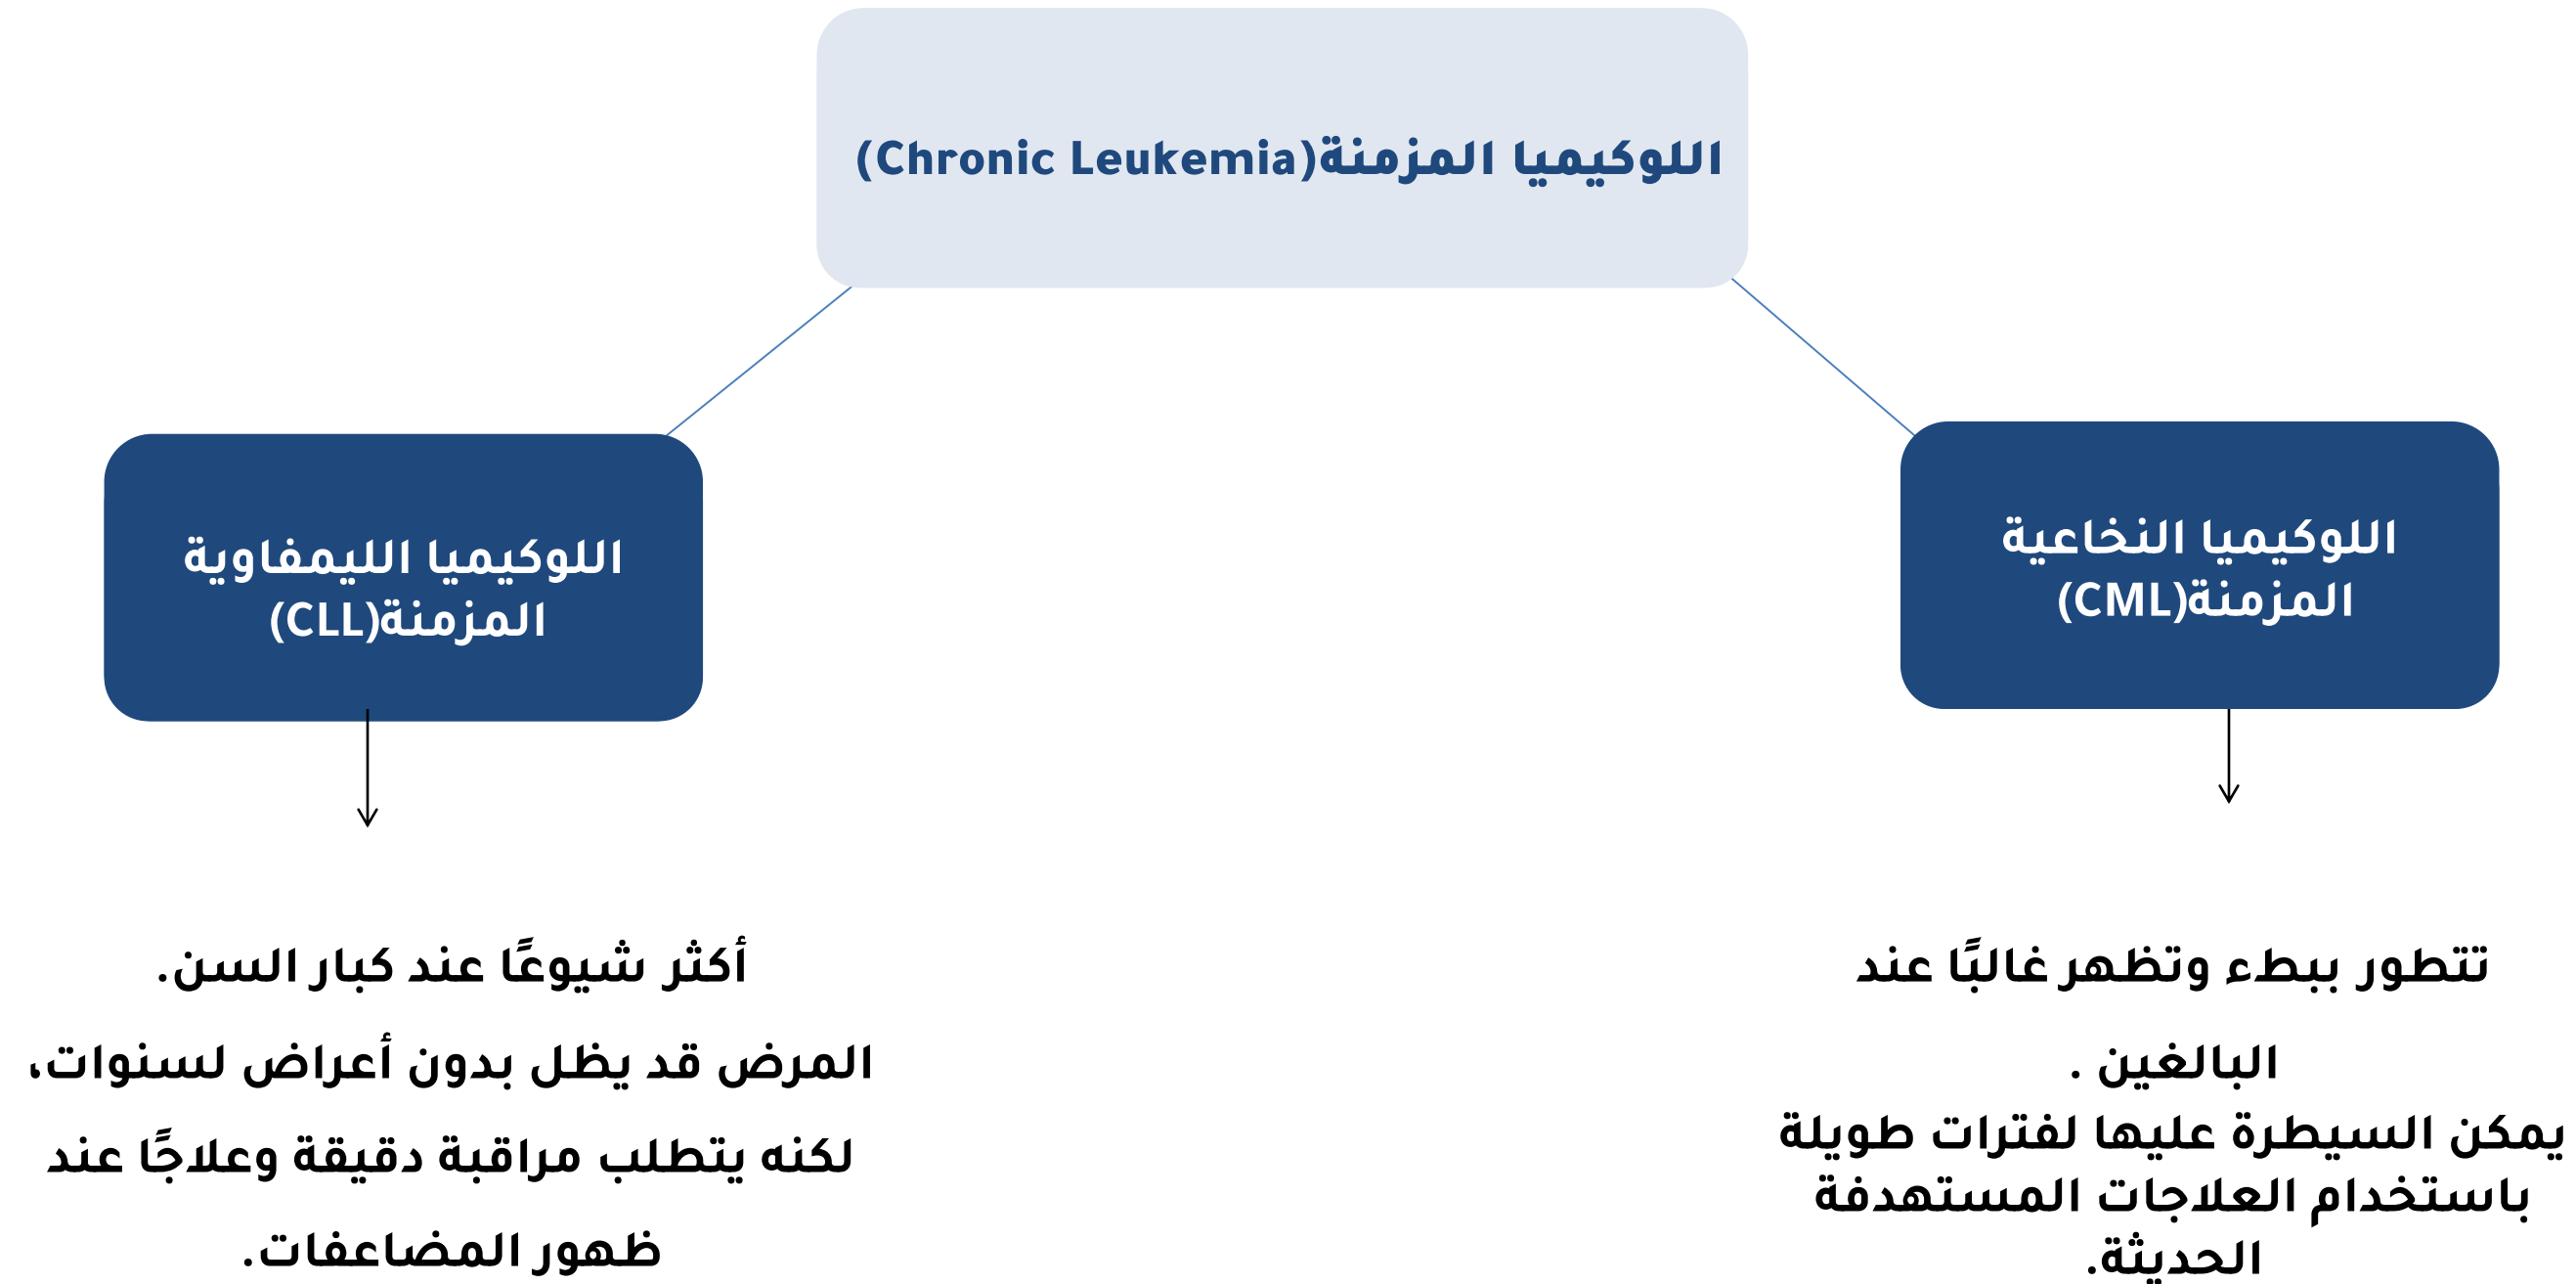 اللوكيميا المزمنة(Chronic Leukemia)
اللوكيميا النخاعية
المزمنة(CML)
تتطور ببطء وتظهر غالبًا عند
البالغين .
يمكن السيطرة عليها لفترات طويلة
باستخدام العلاجات المستهدفة
الحديثة.
اللوكيميا الليمفاوية
المزمنة(CLL)
أكثر شيوعًا عند كبار السن.
المرض قد يظل بدون أعراض لسنوات،
لكنه يتطلب مراقبة دقيقة وعلاجًا عند
ظهور المضاعفات.